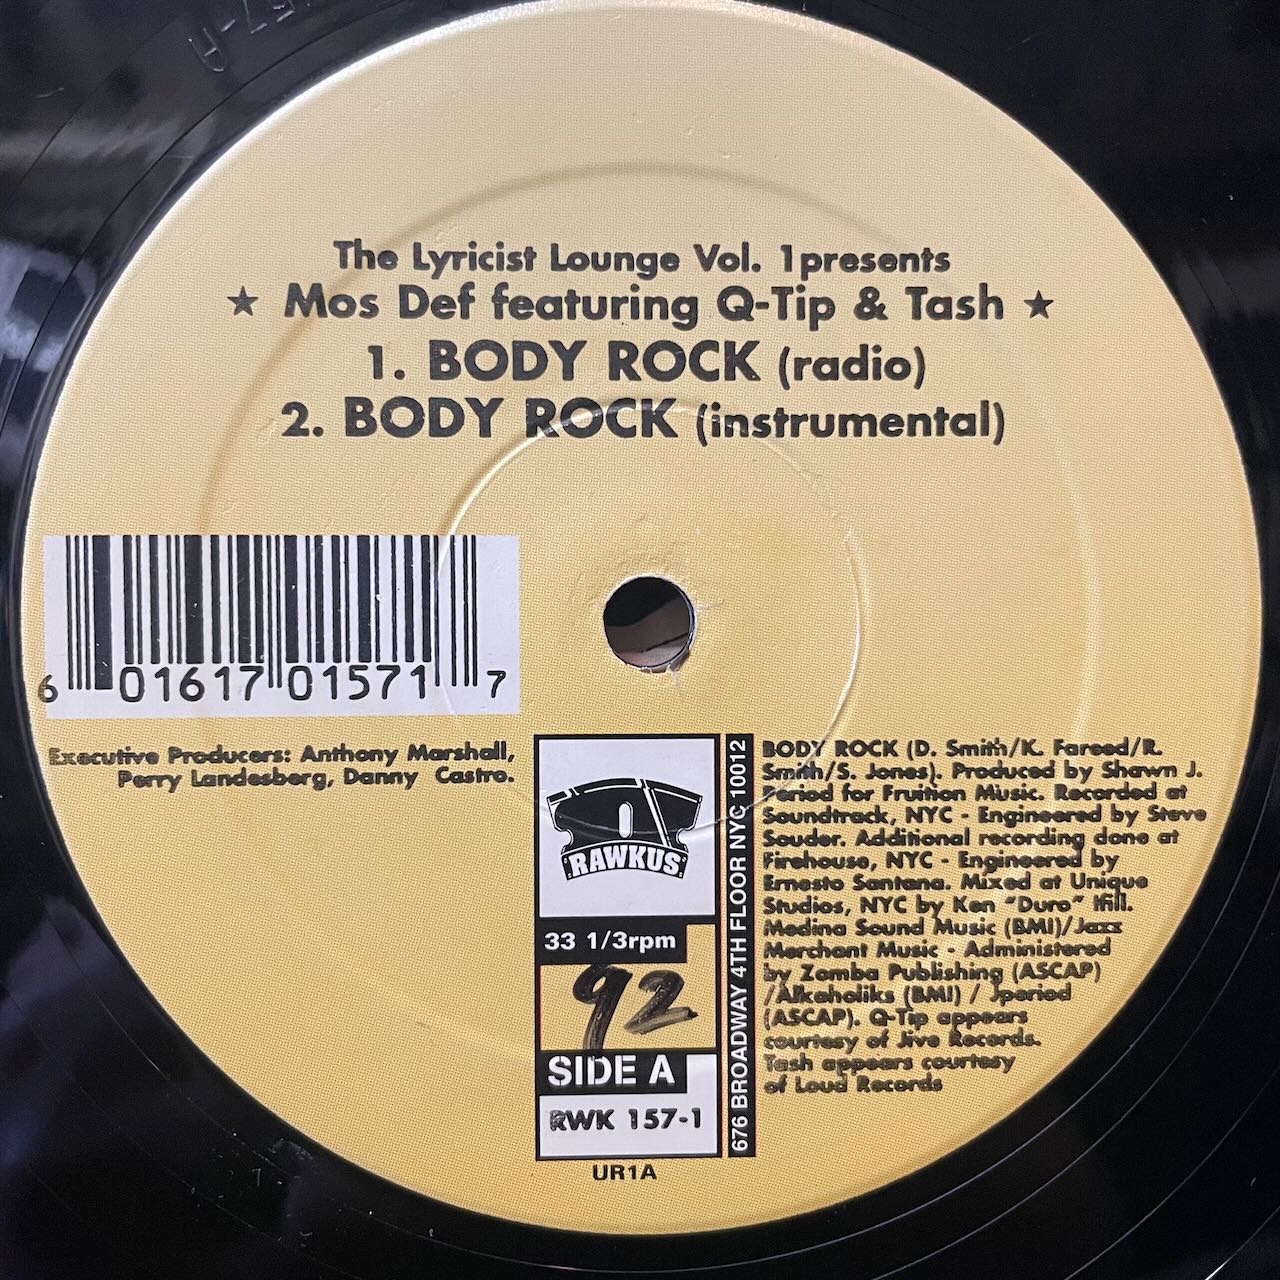 57-A
The Lyricist Lounge Vol. 1presents
★ Mos Def featuring Q-Tip & Tash ★
1. BODY ROCK (radio)
2. BODY ROCK (instrumental)
6 01617 01571 7
Executive Producers: Anthony Marshall,
Perry Landesberg, Danny Castro.
RAWKUS
33 1/3rpm
92
SIDE A
RWK 157-1
UR1A
676 BROADWAY 4TH FLOOR NYC 10012
BODY ROCK (D. Smith/K. Fareed/R.
Smith/S. Jones). Produced by Shawn J.
Period for Fruition Music. Recorded at
Soundtrack, NYC - Engineered by Steve
Souder. Additional recording done at
Firehouse, NYC - Engineered by
Ernesto Santana. Mixed at Unique
Studios, NYC by Ken "Duro" Ifill.
Medina Sound Music (BMI)/Jazz
Merchant Music - Administered
by Zomba Publishing (ASCAP)
/Alkaholiks (BMI) / Jperiod
(ASCAP). Q-Tip appears
courtesy of Jive Records.
Tash appears courtesy
of Loud Records